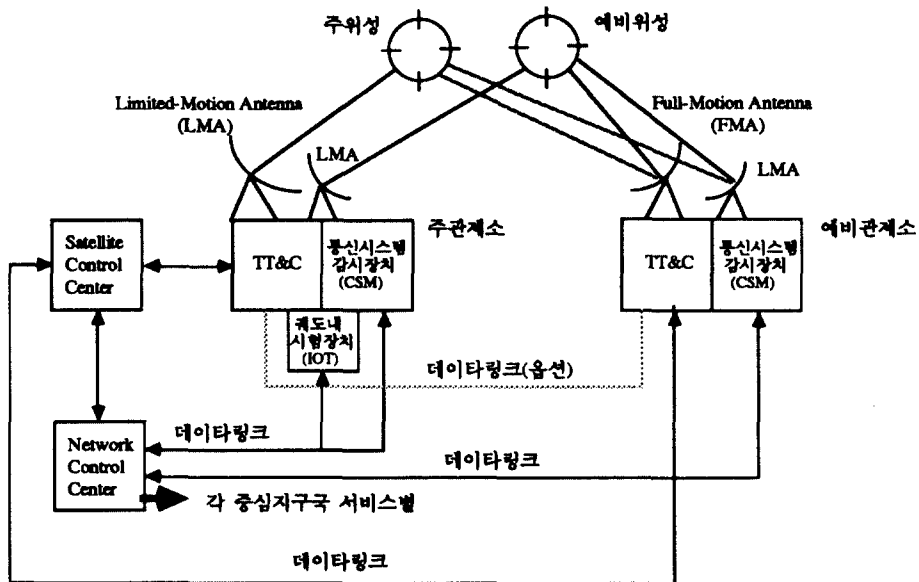 주위성
예비위성
Limited-Motion Antenna
(LMA)
Full-Motion Antenna
(FMA)
LMA
LMA
주관제소
예비관제소
Satellite
Control
Center
TT&C
통신시스템
감시장치
(CSM)
TT&C
통신시스템
감시장치
(CSM)
궤도내
시험장치
(IOT)
데이타링크(옵션)
데이타링크
Network
Control
Center
데이타링크
각 중심지구국 서비스별
데이타링크